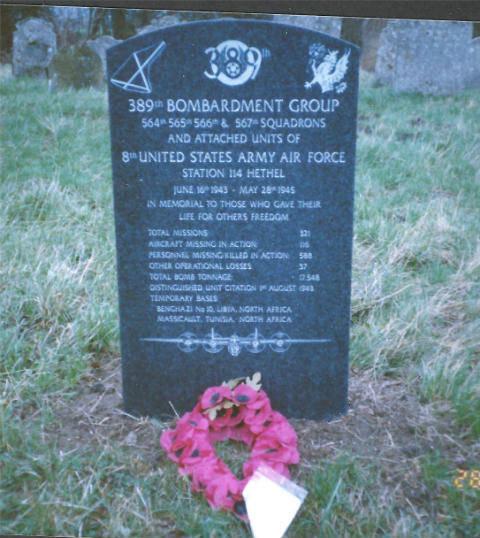 389th
389th BOMBARDMENT GROUP
564th 565th 566th & 567th SQUADRONS
AND ATTACHED UNITS OF
8th UNITED STATES ARMY AIR FORCE
STATION 114 HETHEL
JUNE 16th 1943 - MAY 28th 1945
IN MEMORIAL TO THOSE WHO GAVE THEIR
LIFE FOR OTHERS FREEDOM
TOTAL MISSIONS: 321
AIRCRAFT MISSING IN ACTION: 116
PERSONNEL MISSING/KILLED IN ACTION: 588
OTHER OPERATIONAL LOSSES: 37
TOTAL BOMB TONNAGE: 17,548
DISTINGUISHED UNIT CITATION 1st AUGUST 1943
TEMPORARY BASES:
BENGHAZI No 10, LIBYA, NORTH AFRICA
MASSICAULT, TUNISIA, NORTH AFRICA
28